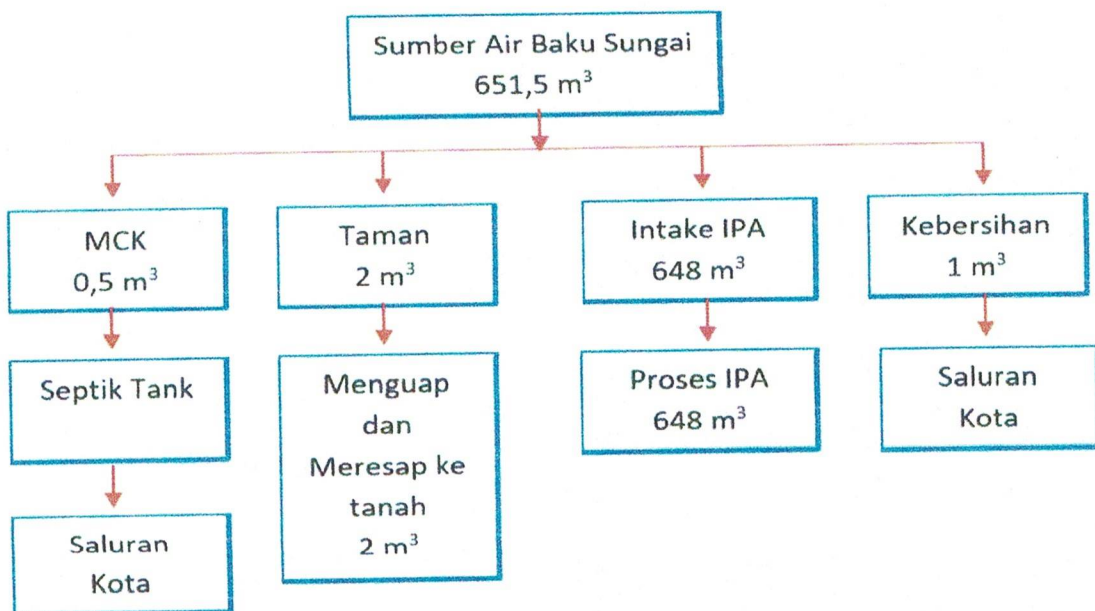 Sumber Air Baku Sungai
651,5 m³
MCK
0,5 m³
Taman
2 m³
Intake IPA
648 m³
Kebersihan
1 m³
Septik Tank
Menguap
dan
Meresap ke
tanah
2 m³
Proses IPA
648 m³
Saluran
Kota
Saluran
Kota